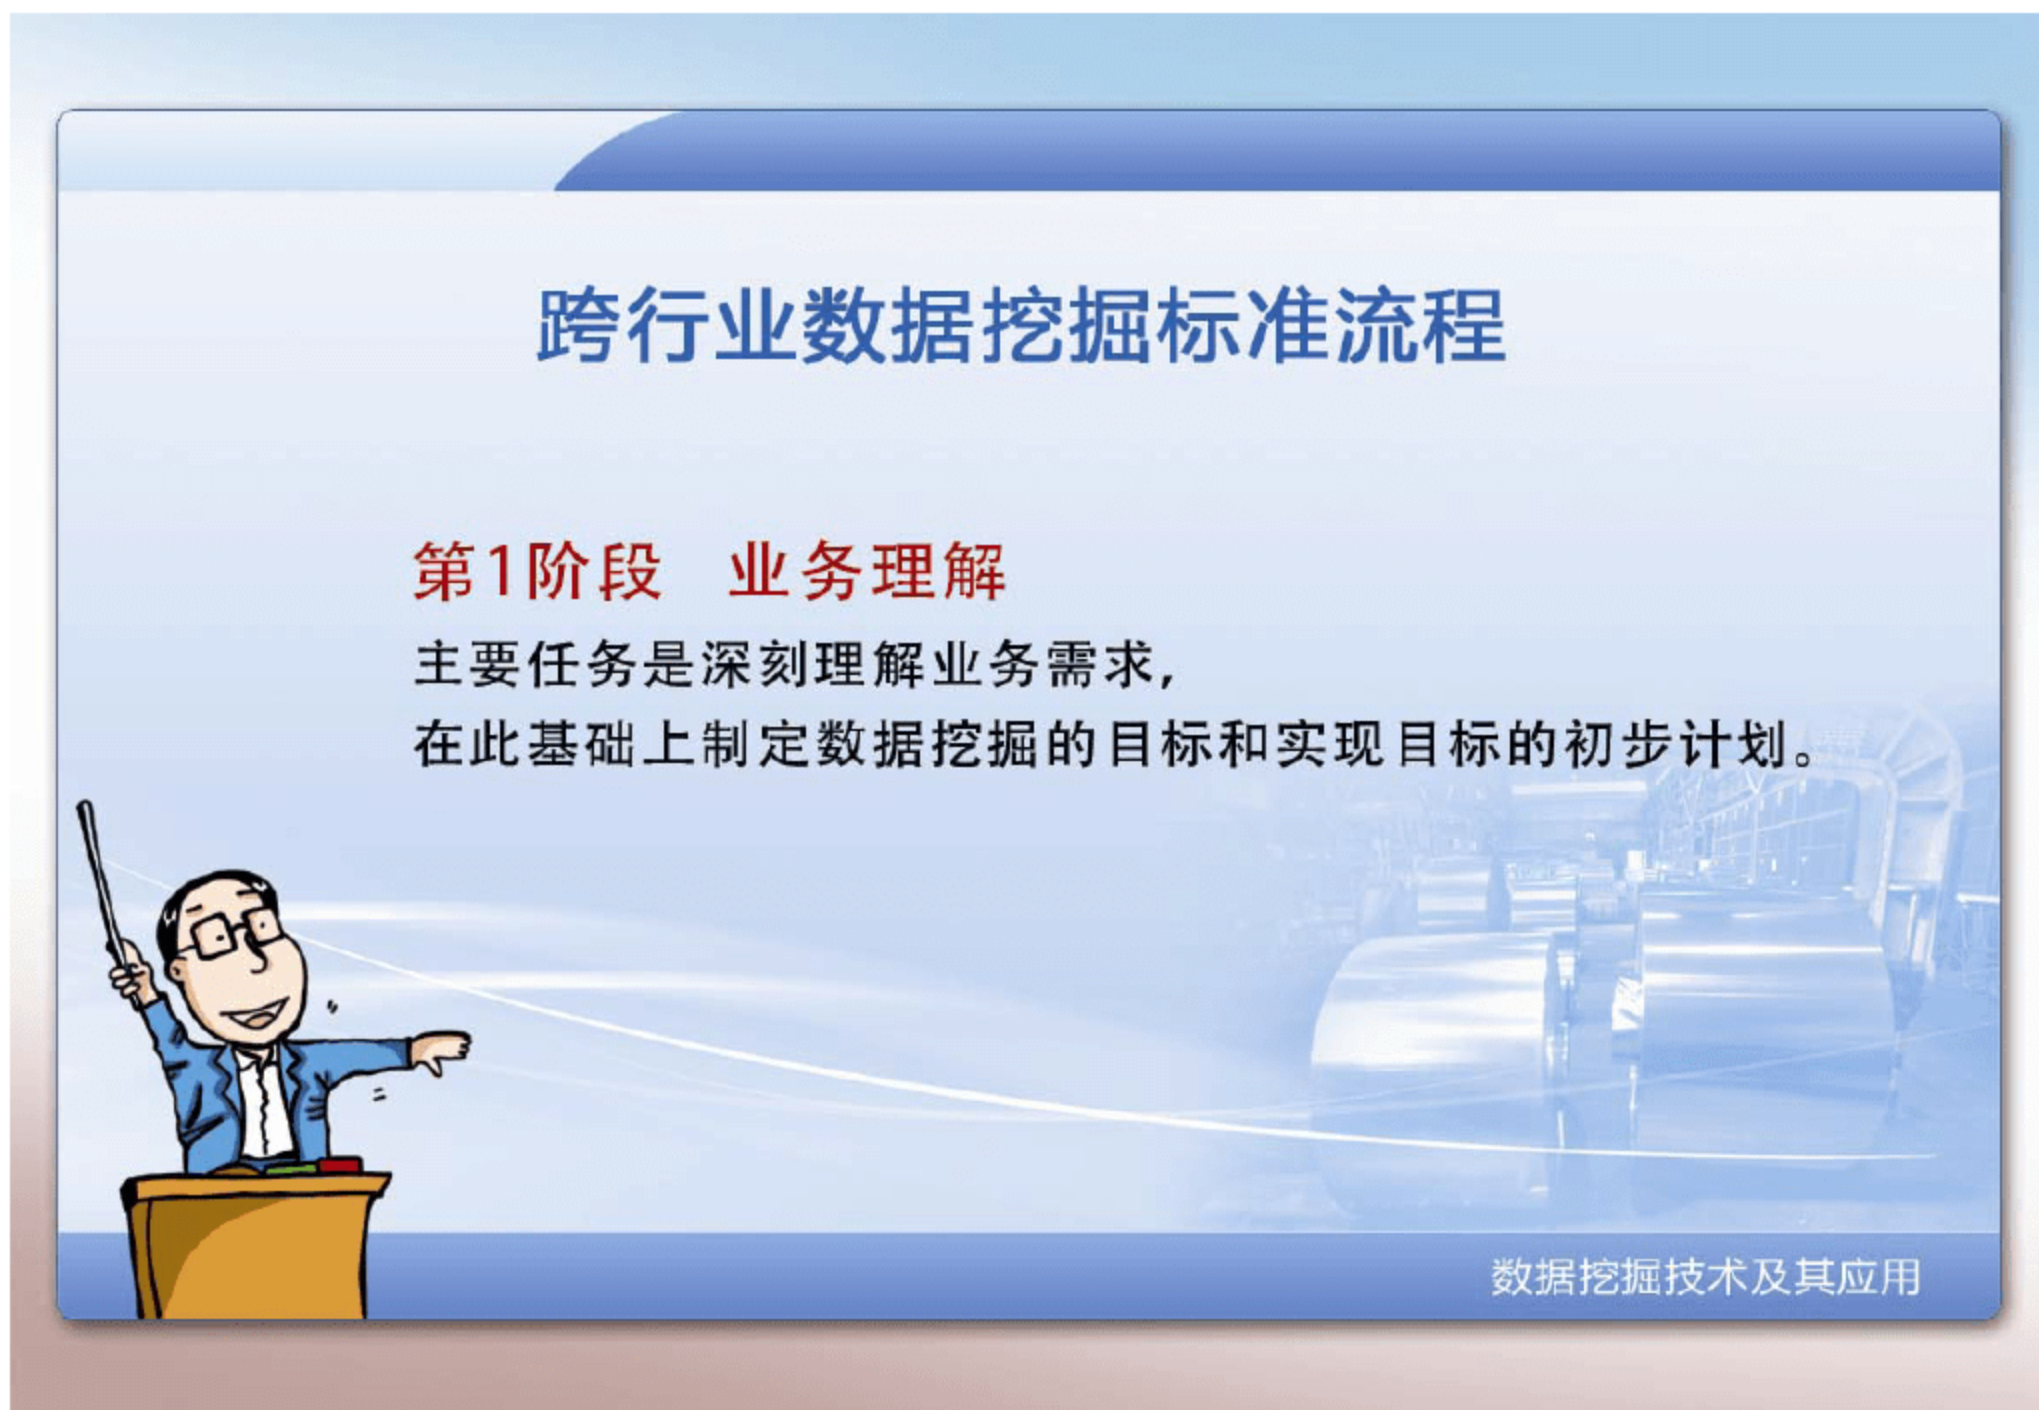 跨行业数据挖掘标准流程
第1阶段 业务理解
主要任务是深刻理解业务需求,
在此基础上制定数据挖掘的目标和实现目标的初步计划。
数据挖掘技术及其应用